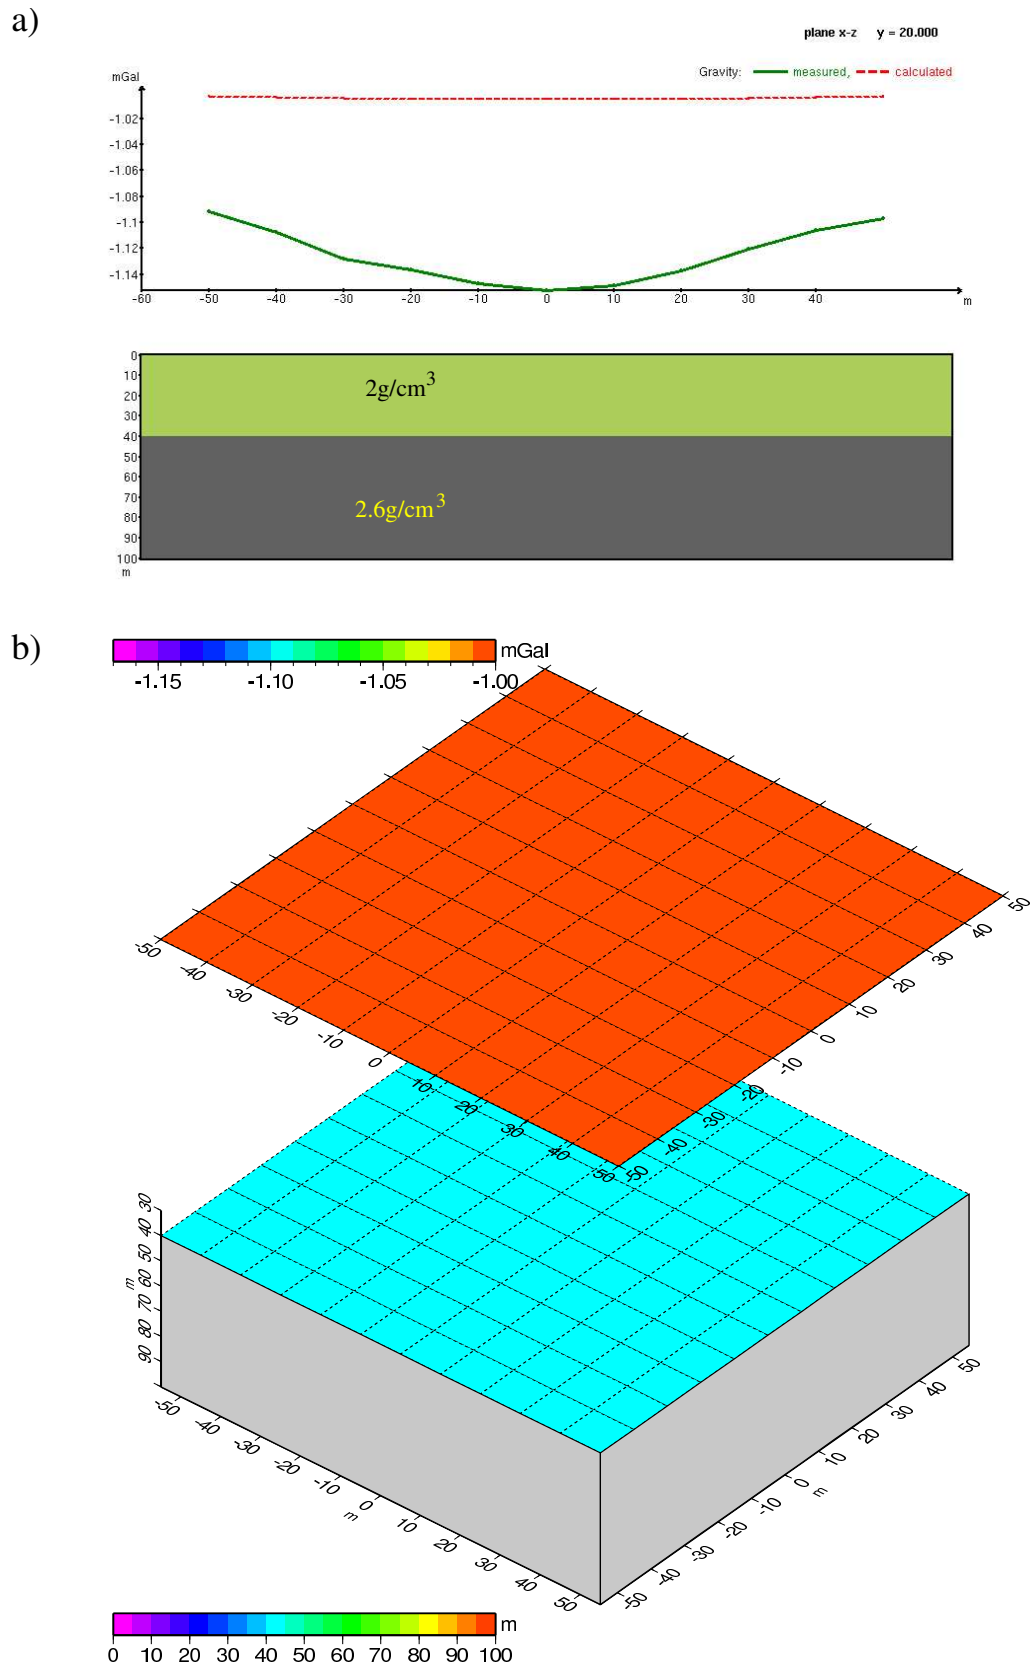 a)
plane x-z y = 20.000
Gravity: measured, calculated
mGal
-1.02
-1.04
-1.06
-1.08
-1.1
-1.12
-1.14
-60 -50 -40 -30 -20 -10 0 10 20 30 40 m
0
10
20
30
40
50
60
70
80
90
100
m
2g/cm3
2.6g/cm3
b)
mGal
-1.15 -1.10 -1.05 -1.00
-50 -40 -30 -20 -10 0 10 20 30 40 50
-50 -40 -30 -20 -10 0 10 20 30 40 50
30 40 50 60 70 80 90
m
-50 -40 -30 -20 -10 0 10 20 30 40 50
m
-50 -40 -30 -20 -10 0 10 20 30 40 50
m
m
0 10 20 30 40 50 60 70 80 90 100